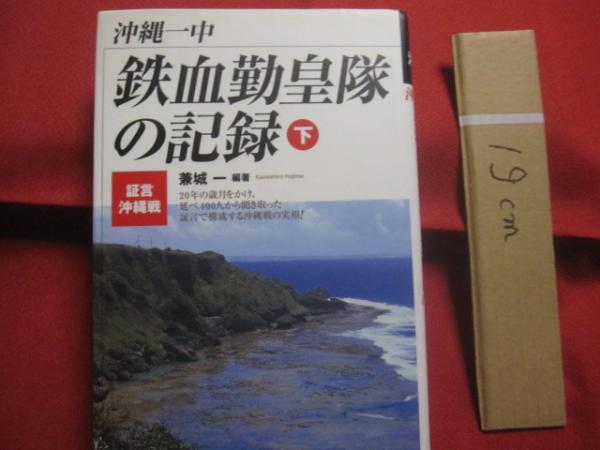 沖縄一中
鉄血勤皇隊
の記録 下
証言
沖縄戦
兼城 一 編著 Kaneshiro Hajime
20年の歳月をかけ、
延べ400人から聞き取った
証言で構成する沖縄戦の実相!
19cm